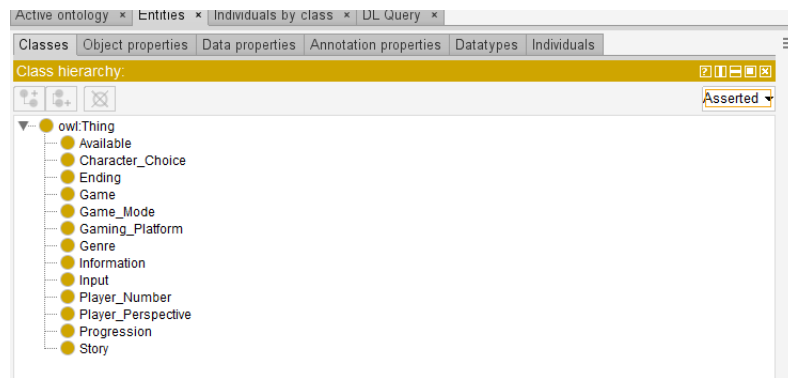 Active ontology × Entities × Individuals by class × DL Query ×
Classes Object properties Data properties Annotation properties Datatypes Individuals
Class hierarchy:
Asserted
owl:Thing
Available
Character_Choice
Ending
Game
Game_Mode
Gaming_Platform
Genre
Information
Input
Player_Number
Player_Perspective
Progression
Story